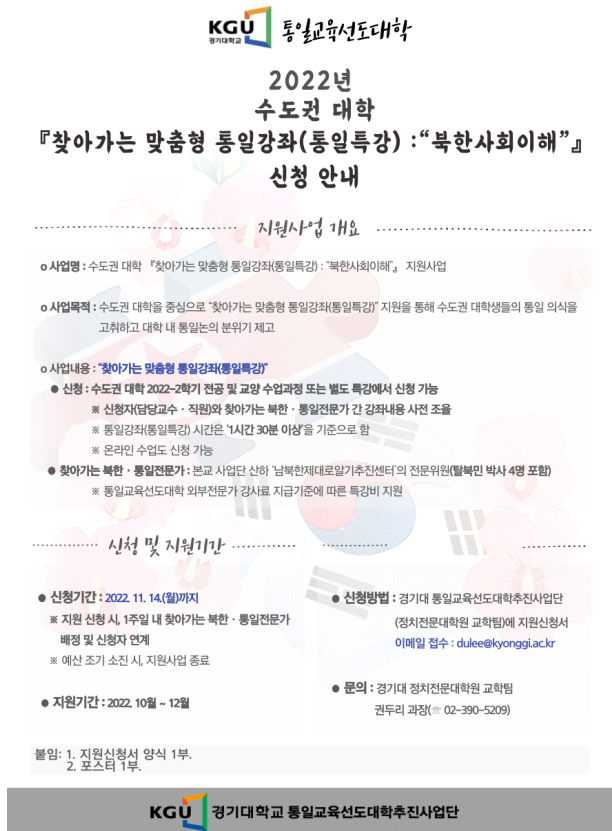 KGU 경기대학교 통일교육선도대학
2022년
수도권 대학
『찾아가는 맞춤형 통일강좌(통일특강) :“북한사회이해”』
신청 안내
지원사업 개요
o 사업명 : 수도권 대학 『찾아가는 맞춤형 통일강좌(통일특강) : “북한사회이해”』 지원사업
o 사업목적 : 수도권 대학을 중심으로 “찾아가는 맞춤형 통일강좌(통일특강)” 지원을 통해 수도권 대학생들의 통일 의식을
고취하고 대학 내 통일논의 분위기 제고
o 사업내용 : “찾아가는 맞춤형 통일강좌(통일특강)”
● 신청 : 수도권 대학 2022-2학기 전공 및 교양 수업과정 또는 별도 특강에서 신청 가능
※ 신청자(담당교수 · 직원)와 찾아가는 북한 · 통일전문가 간 강좌내용 사전 조율
※ 통일강좌(통일특강) 시간은 ‘1시간 30분 이상’을 기준으로 함
※ 온라인 수업도 신청 가능
● 찾아가는 북한 · 통일전문가 : 본교 사업단 산하 ‘남북한제대로알기추진센터’의 전문위원(탈북민 박사 4명 포함)
※ 통일교육선도대학 외부전문가 강사료 지급기준에 따른 특강비 지원
신청 및 지원기간
● 신청기간 : 2022. 11. 14.(월)까지
※ 지원 신청 시, 1주일 내 찾아가는 북한 · 통일전문가
배정 및 신청자 연계
※ 예산 조기 소진 시, 지원사업 종료
● 지원기간 : 2022. 10월 ~ 12월
● 신청방법 : 경기대 통일교육선도대학추진사업단
(정치전문대학원 교학팀)에 지원신청서
이메일 접수 : dulee@kyonggi.ac.kr
● 문의 : 경기대 정치전문대학원 교학팀
권두리 과장(☏ 02-390-5209)
붙임: 1. 지원신청서 양식 1부.
2. 포스터 1부.
KGU 경기대학교 통일교육선도대학추진사업단